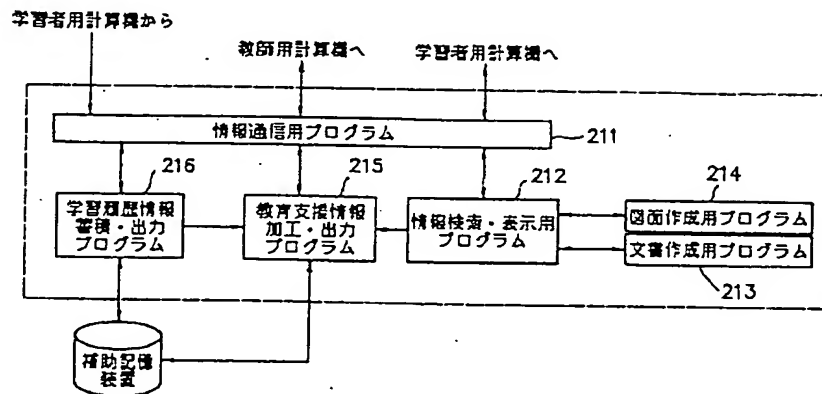 学習者用計算機から
教師用計算機へ
学習者用計算機へ
情報通信用プログラム
211
216
215
212
214
学習履歴情報
蓄積・出力
プログラム
教育支援情報
加工・出力
プログラム
情報検索・表示用
プログラム
図面作成用プログラム
文書作成用プログラム
213
補助記憶
装置